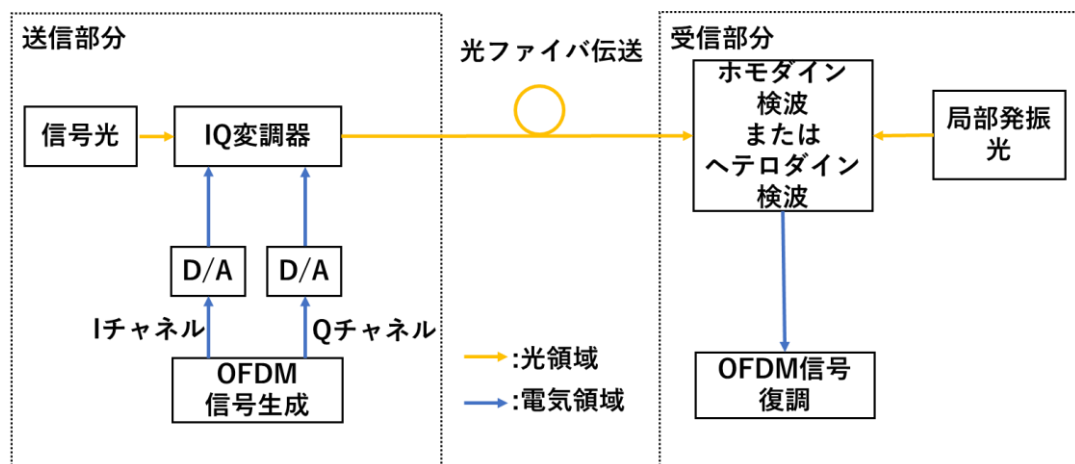 送信部分
信号光
IQ変調器
D/A
D/A
Iチャネル
Qチャネル
OFDM
信号生成
光ファイバ伝送
:光領域
:電気領域
受信部分
ホモダイン
検波
または
ヘテロダイン
検波
局部発振
光
OFDM信号
復調